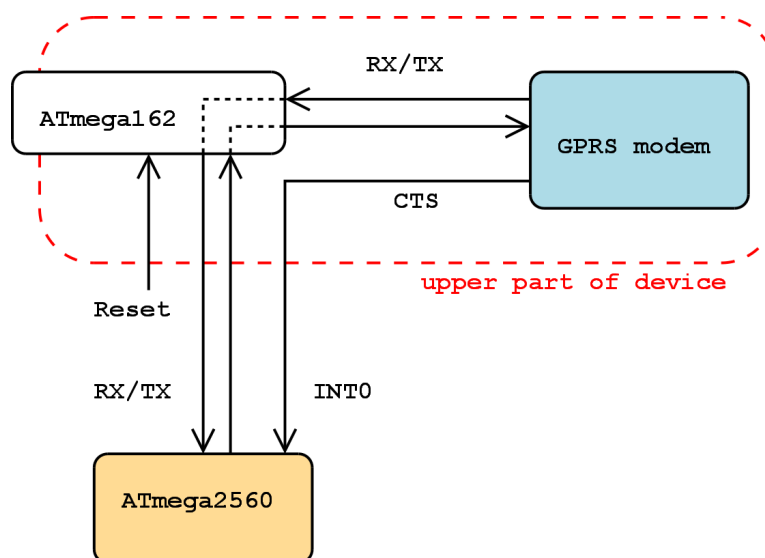 RX/TX
ATmega162
GPRS modem
CTS
upper part of device
Reset
RX/TX
INT0
ATmega2560